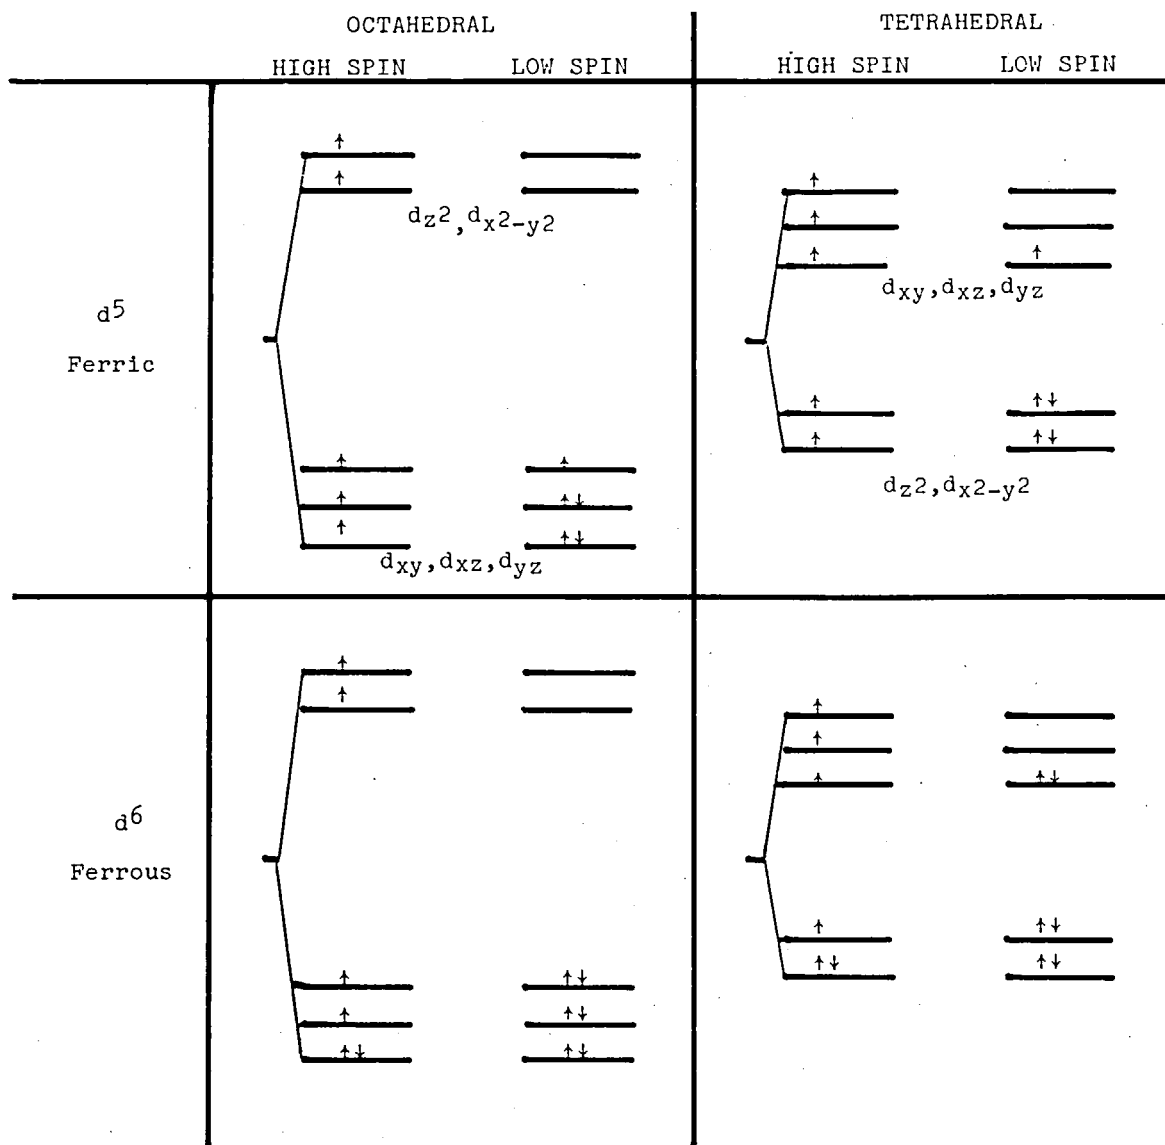 OCTAHEDRAL
TETRAHEDRAL
HIGH SPIN
LOW SPIN
HIGH SPIN
LOW SPIN
d5
Ferric
↑
↑
dz2,dx2-y2
↑
↑
↑
↑
↑↓
↑↓
dxy,dxz,dyz
↑
↑
↑
↑
dxy,dxz,dyz
↑
↑↓
↑
↑↓
dz2,dx2-y2
d6
Ferrous
↑
↑
↑
↑↓
↑
↑↓
↑↓
↑↓
↑
↑
↑
↑↓
↑
↑↓
↑↓
↑↓